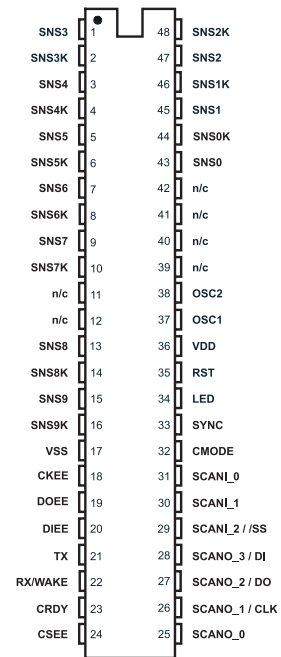 SNS3 1 48 SNS2K
SNS3K 2 47 SNS2
SNS4 3 46 SNS1K
SNS4K 4 45 SNS1
SNS5 5 44 SNS0K
SNS5K 6 43 SNS0
SNS6 7 42 n/c
SNS6K 8 41 n/c
SNS7 9 40 n/c
SNS7K 10 39 n/c
n/c 11 38 OSC2
n/c 12 37 OSC1
SNS8 13 36 VDD
SNS8K 14 35 RST
SNS9 15 34 LED
SNS9K 16 33 SYNC
VSS 17 32 CMODE
CKEE 18 31 SCANI_0
DOEE 19 30 SCANI_1
DIEE 20 29 SCANI_2 / /SS
TX 21 28 SCANO_3 / DI
RX/WAKE 22 27 SCANO_2 / DO
CRDY 23 26 SCANO_1 / CLK
CSEE 24 25 SCANO_0